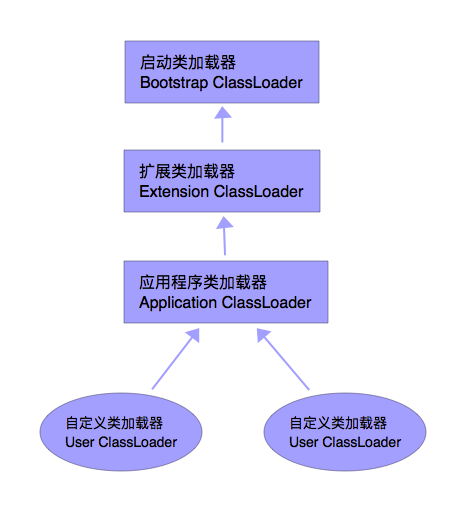 启动类加载器
Bootstrap ClassLoader
扩展类加载器
Extension ClassLoader
应用程序类加载器
Application ClassLoader
自定义类加载器
User ClassLoader
自定义类加载器
User ClassLoader